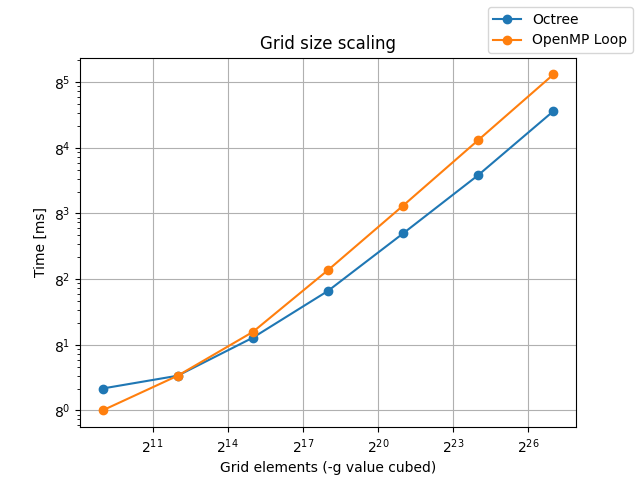 Octree
OpenMP Loop
Grid size scaling
Time [ms]
8^5
8^4
8^3
8^2
8^1
8^0
2^11 2^14 2^17 2^20 2^23 2^26
Grid elements (-g value cubed)